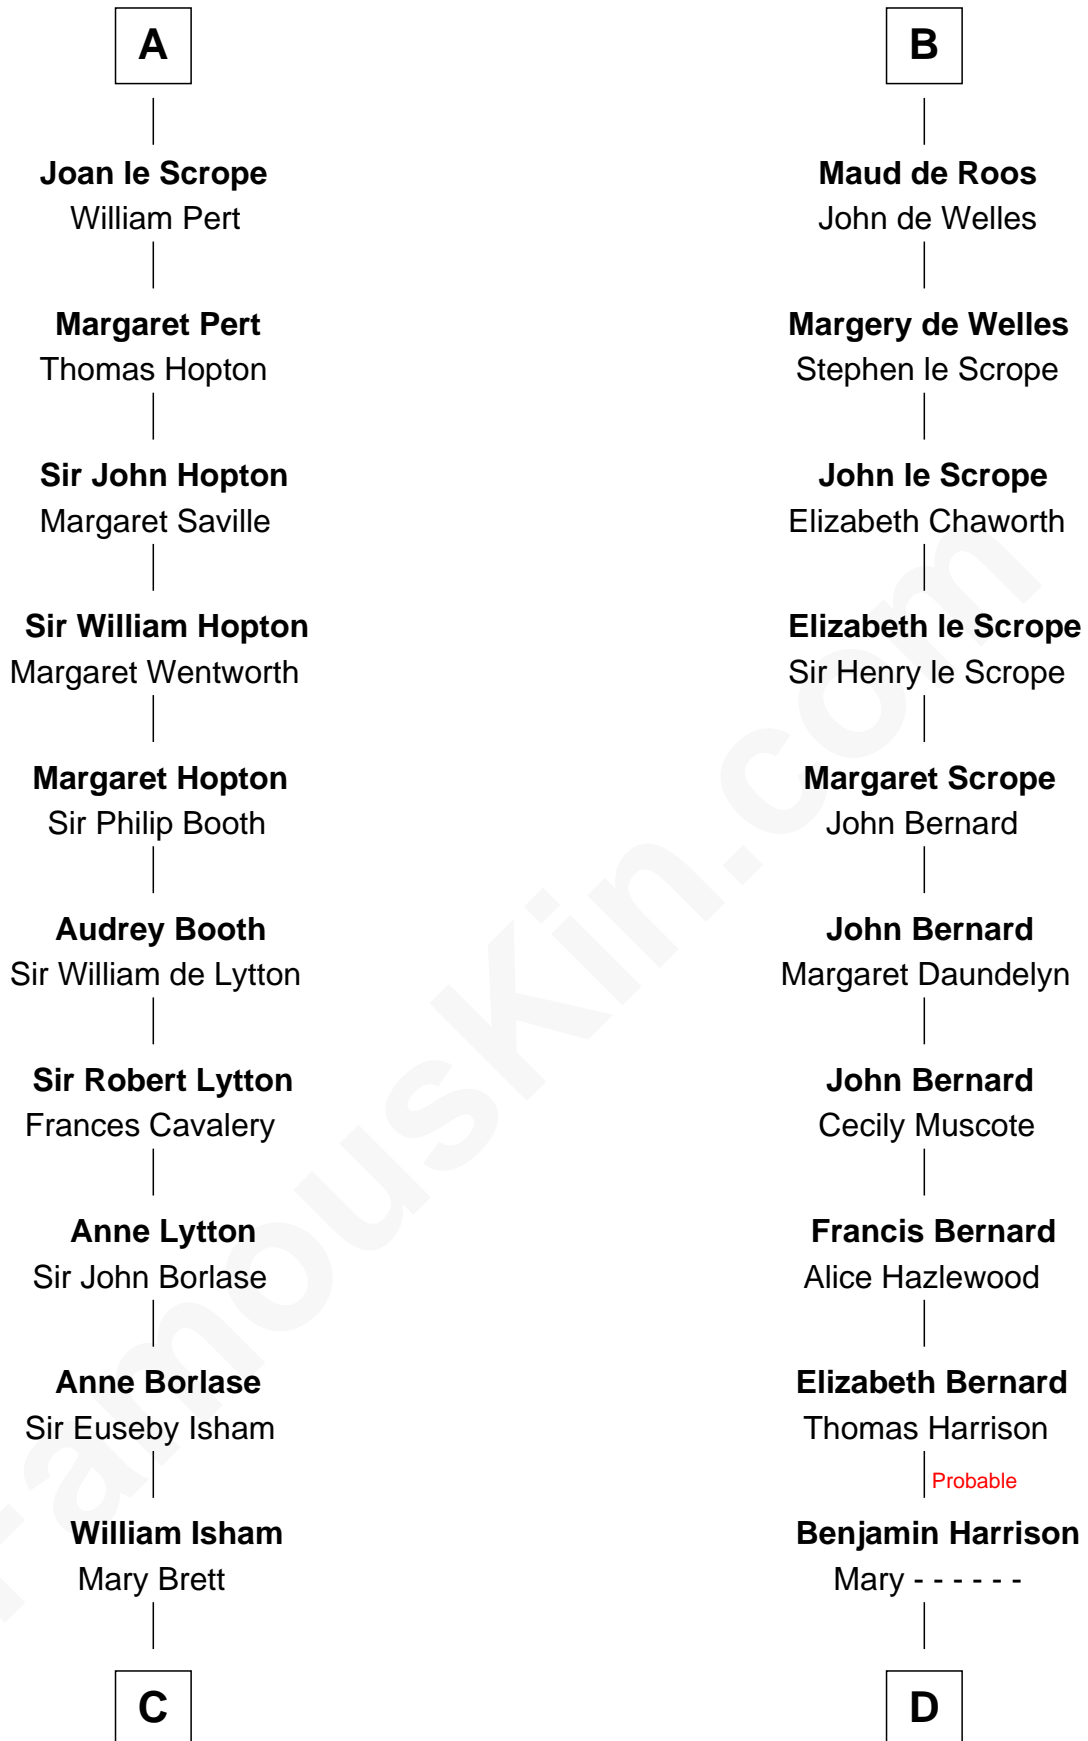 A
Joan le Scrope
William Pert
Margaret Pert
Thomas Hopton
Sir John Hopton
Margaret Saville
Sir William Hopton
Margaret Wentworth
Margaret Hopton
Sir Philip Booth
Audrey Booth
Sir William de Lytton
Sir Robert Lytton
Frances Cavalery
Anne Lytton
Sir John Borlase
Anne Borlase
Sir Euseby Isham
William Isham
Mary Brett
C
B
Maud de Roos
John de Welles
Margery de Welles
Stephen le Scrope
John le Scrope
Elizabeth Chaworth
Elizabeth le Scrope
Sir Henry le Scrope
Margaret Scrope
John Bernard
John Bernard
Margaret Daundelyn
John Bernard
Cecily Muscote
Francis Bernard
Alice Hazlewood
Elizabeth Bernard
Thomas Harrison
Probable
Benjamin Harrison
Mary - - - - - -
D
FamousKin.com